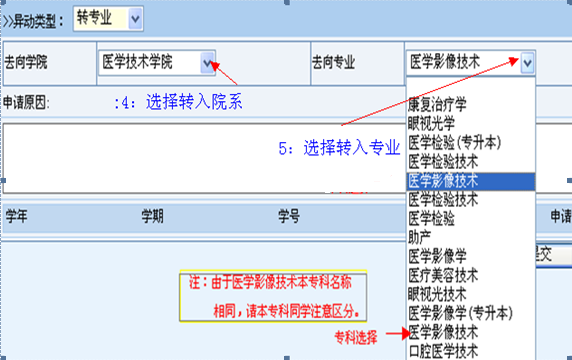 >>异动类型: 转专业
去向学院 医学技术学院 去向专业 医学影像技术
申请原因: :4: 选择转入院系
5: 选择转入专业
康复治疗学
眼视光学
医学检验(专升本)
医学检验技术
医学影像技术
医学检验技术
医学检验
助产
医学影像学
医疗美容技术
眼视光技术
医学影像学(专升本)
医学影像技术
口腔医学技术
学年 学期 学号 申请
提交
注:由于医学影像技术本专科名称
相同,请本专科同学注意区分。
专科选择